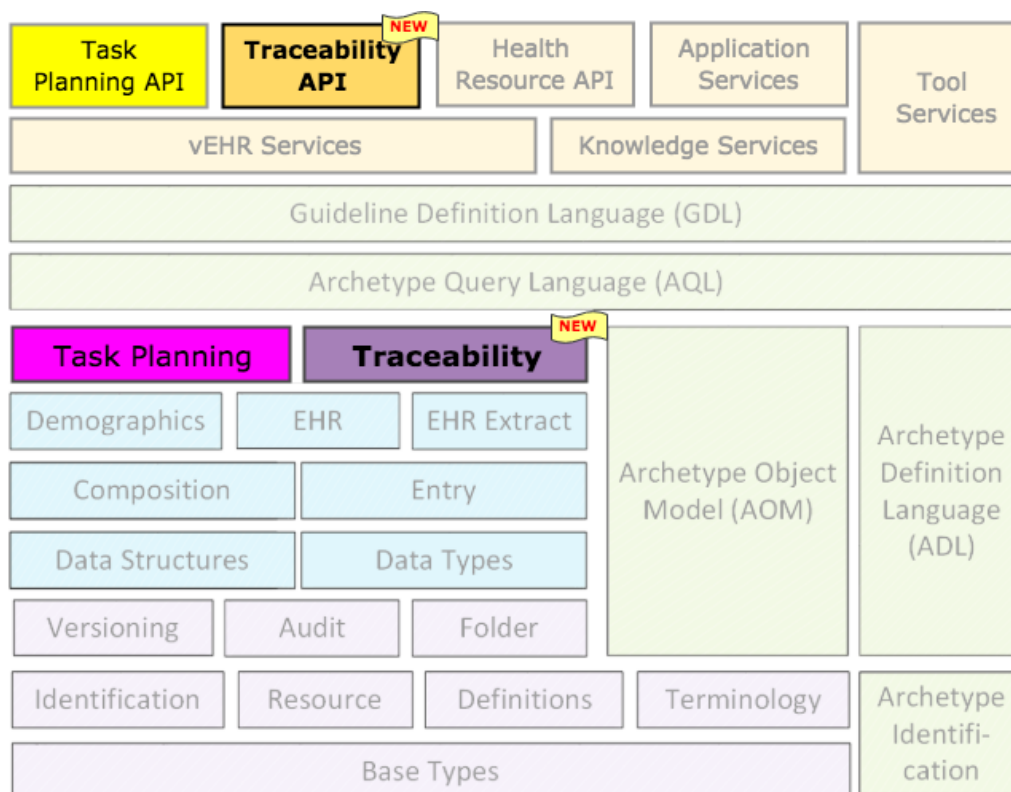 NEW
Task
Planning API
Traceability
API
Health
Resource API
Application
Services
Tool
Services
vEHR Services
Knowledge Services
Guideline Definition Language (GDL)
Archetype Query Language (AQL)
NEW
Task Planning
Traceability
Demographics
EHR
EHR Extract
Archetype Object
Model (AOM)
Archetype
Definition
Language
(ADL)
Composition
Entry
Data Structures
Data Types
Versioning
Audit
Folder
Identification
Resource
Definitions
Terminology
Archetype
Identifi-
cation
Base Types